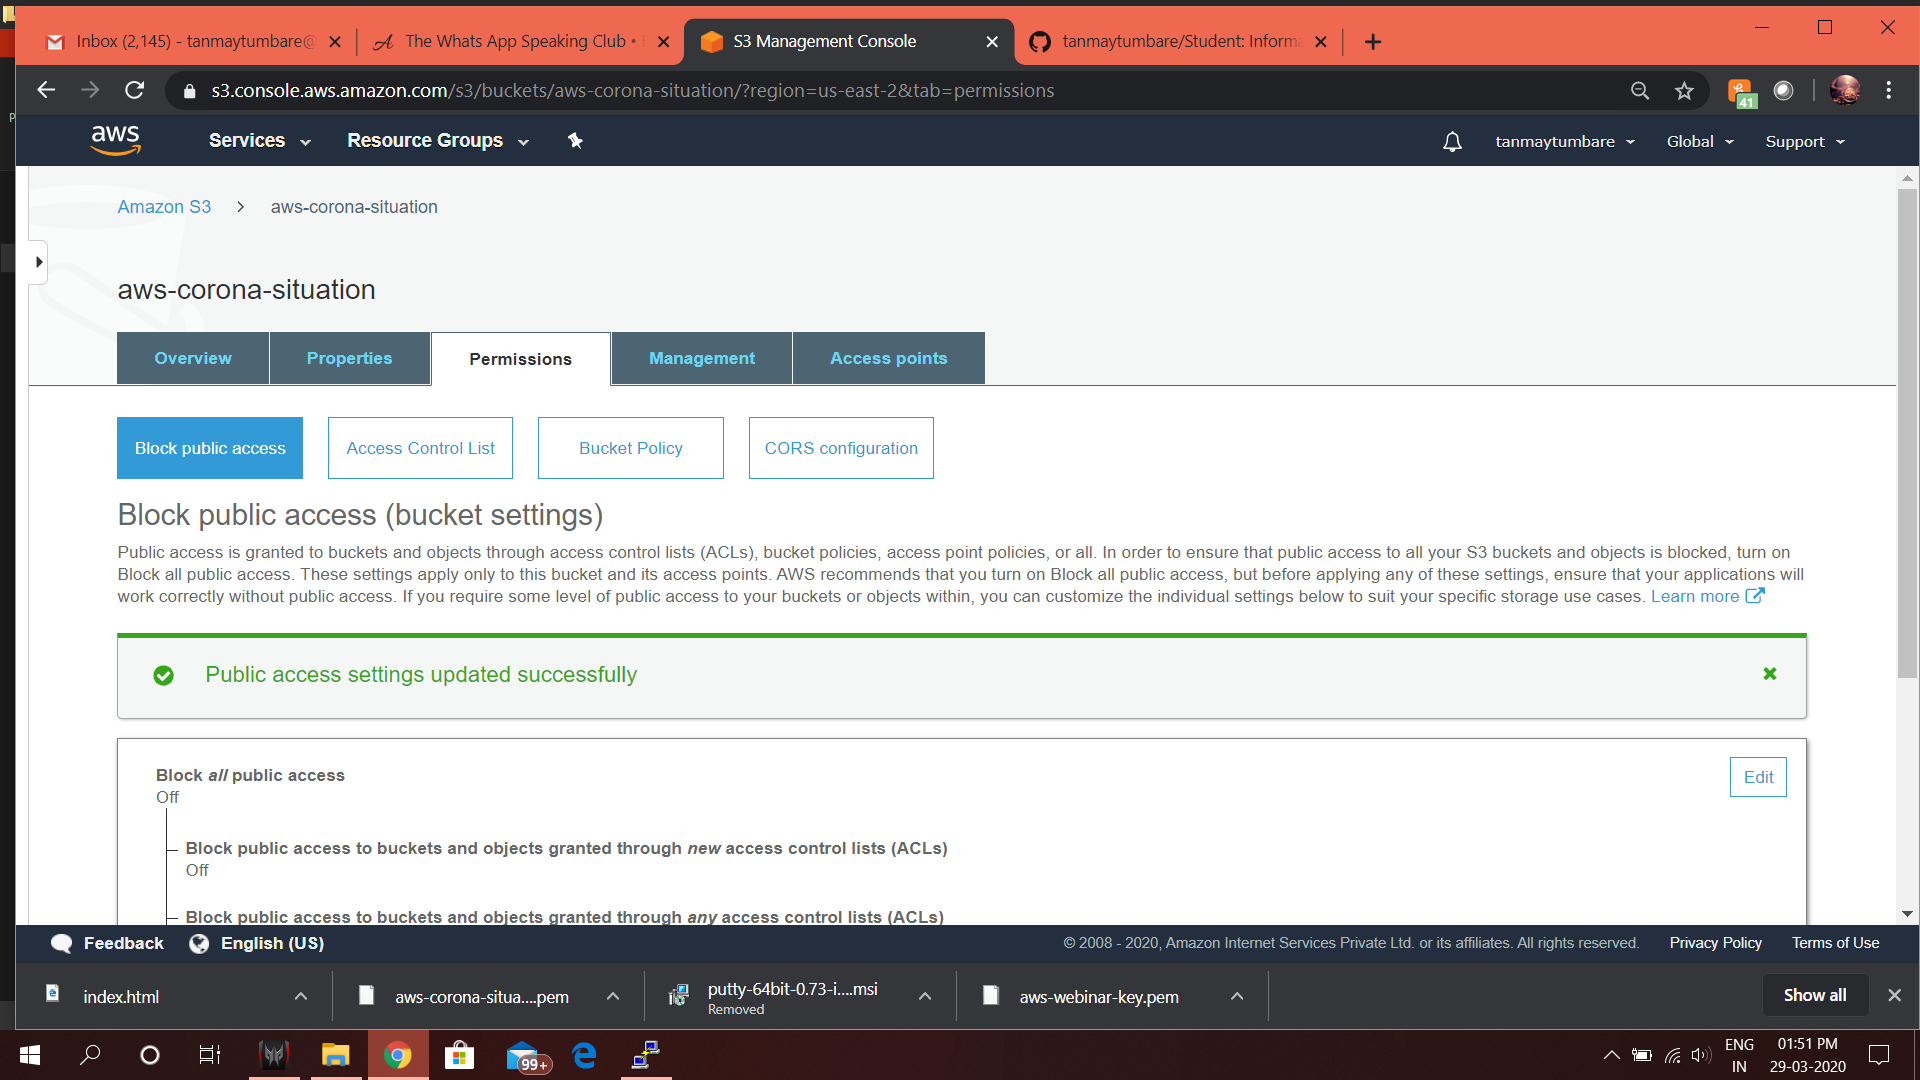 Inbox (2,145) - tanmaytumbare@
The Whats App Speaking Club •
S3 Management Console
tanmaytumbare/Student: Inform
s3.console.aws.amazon.com/s3/buckets/aws-corona-situation/?region=us-east-2&tab=permissions
41
aws
Services
Resource Groups
tanmaytumbare
Global
Support
Amazon S3 > aws-corona-situation
aws-corona-situation
Overview
Properties
Permissions
Management
Access points
Block public access
Access Control List
Bucket Policy
CORS configuration
Block public access (bucket settings)
Public access is granted to buckets and objects through access control lists (ACLs), bucket policies, access point policies, or all. In order to ensure that public access to all your S3 buckets and objects is blocked, turn on
Block all public access. These settings apply only to this bucket and its access points. AWS recommends that you turn on Block all public access, but before applying any of these settings, ensure that your applications will
work correctly without public access. If you require some level of public access to your buckets or objects within, you can customize the individual settings below to suit your specific storage use cases. Learn more
Public access settings updated successfully
Block all public access
Edit
Off
Block public access to buckets and objects granted through new access control lists (ACLs)
Off
Block public access to buckets and objects granted through any access control lists (ACLs)
Feedback
English (US)
© 2008 - 2020, Amazon Internet Services Private Ltd. or its affiliates. All rights reserved.
Privacy Policy
Terms of Use
index.html
aws-corona-situa....pem
putty-64bit-0.73-i....msi
Removed
aws-webinar-key.pem
Show all
99+
ENG
IN
01:51 PM
29-03-2020